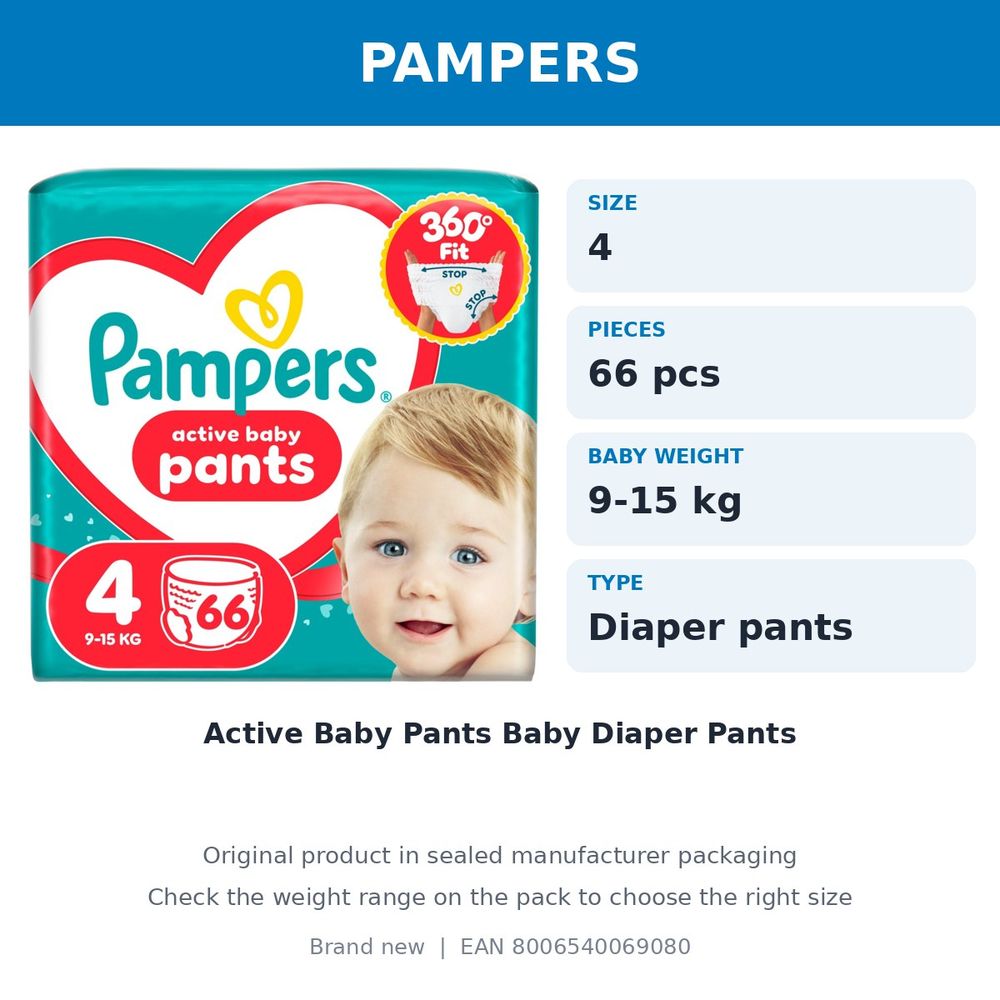 PAMPERS
360°
Fit
STOP
STOP
Pampers®
active baby
pants
4
66
9-15 KG
SIZE
4
PIECES
66 pcs
BABY WEIGHT
9-15 kg
TYPE
Diaper pants
Active Baby Pants Baby Diaper Pants
Original product in sealed manufacturer packaging
Check the weight range on the pack to choose the right size
Brand new | EAN 8006540069080